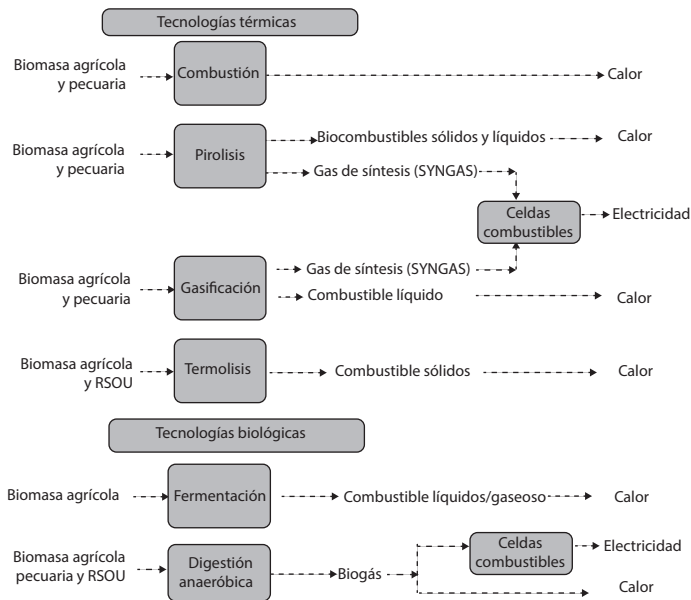 Tecnologías térmicas
Biomasa agrícola
y pecuaria
Combustión
Calor
Biomasa agrícola
y pecuaria
Pirolisis
Biocombustibles sólidos y líquidos
Calor
Gas de síntesis (SYNGAS)
Celdas
combustibles
Electricidad
Biomasa agrícola
y pecuaria
Gasificación
Gas de síntesis (SYNGAS)
Combustible líquido
Calor
Biomasa agrícola
y RSOU
Termolisis
Combustible sólidos
Calor
Tecnologías biológicas
Biomasa agrícola
Fermentación
Combustible líquidos/gaseoso
Calor
Biomasa agrícola
pecuaria y RSOU
Digestión
anaeróbica
Biogás
Celdas
combustibles
Electricidad
Calor